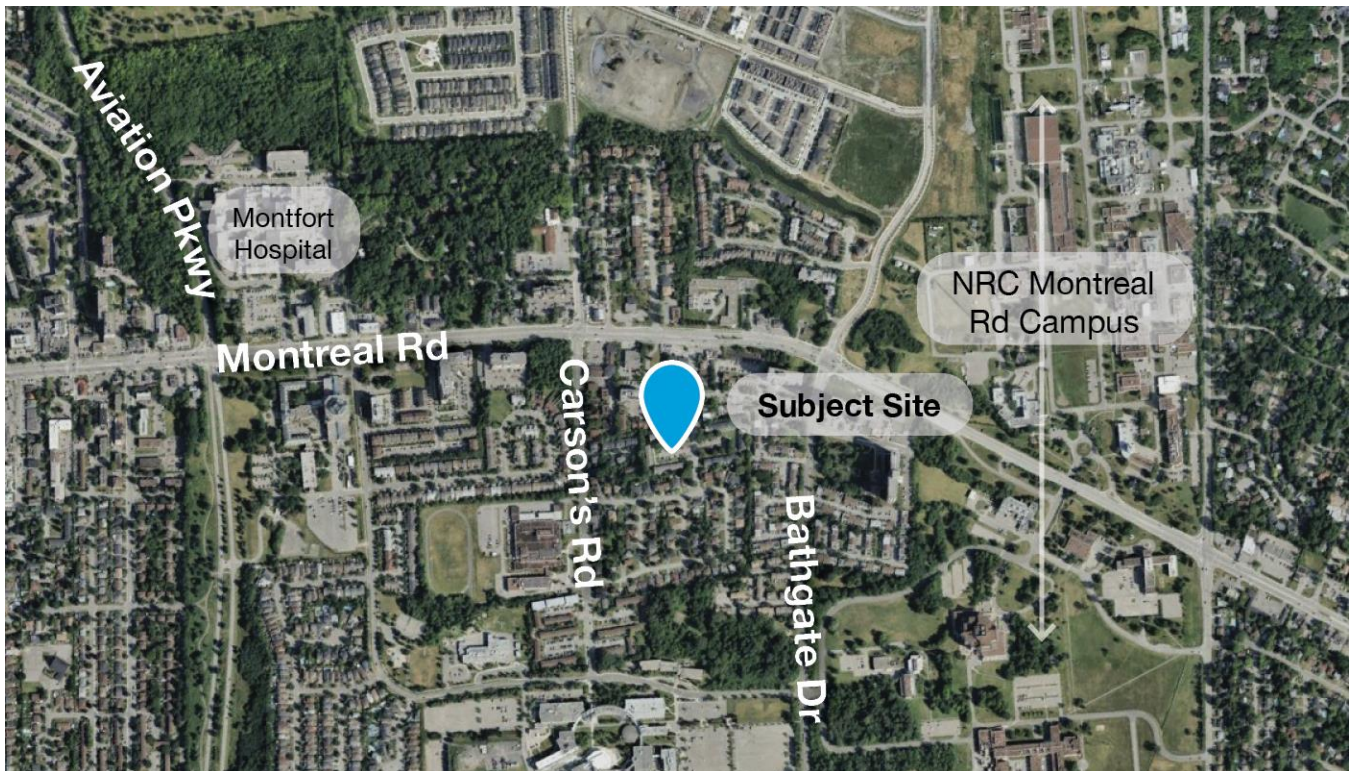 Aviation Pkwy
Montfort
Hospital
NRC Montreal
Rd Campus
Montreal Rd
Carson's Rd
Subject Site
Bathgate Dr